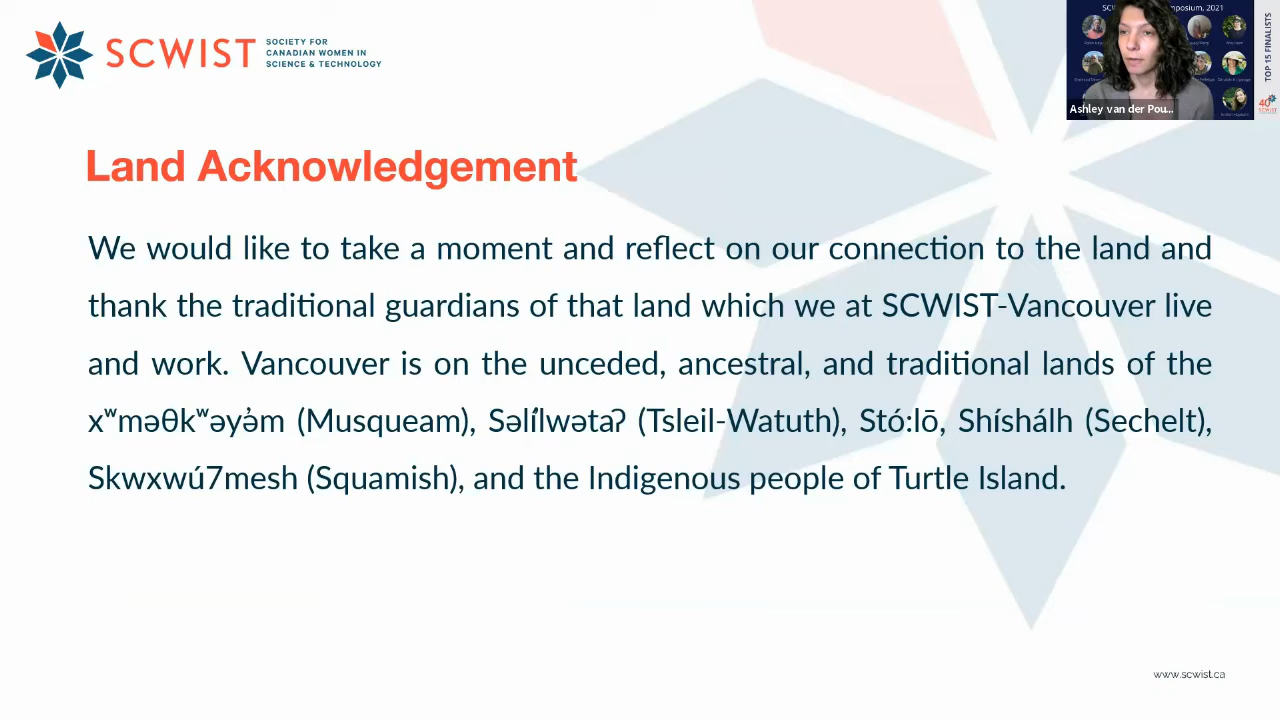 SCWIST
SOCIETY FOR
CANADIAN WOMEN IN
SCIENCE & TECHNOLOGY
Ashley van der Pou...
TOP 15 FINALISTS
Land Acknowledgement
We would like to take a moment and reflect on our connection to the land and
thank the traditional guardians of that land which we at SCWIST-Vancouver live
and work. Vancouver is on the unceded, ancestral, and traditional lands of the
xʷməθkʷəy̓əm (Musqueam), Səl̓ílwətaʔ (Tsleil-Watuth), Stó:lō, Shíshálh (Sechelt),
Skwxwú7mesh (Squamish), and the Indigenous people of Turtle Island.
www.scwist.ca